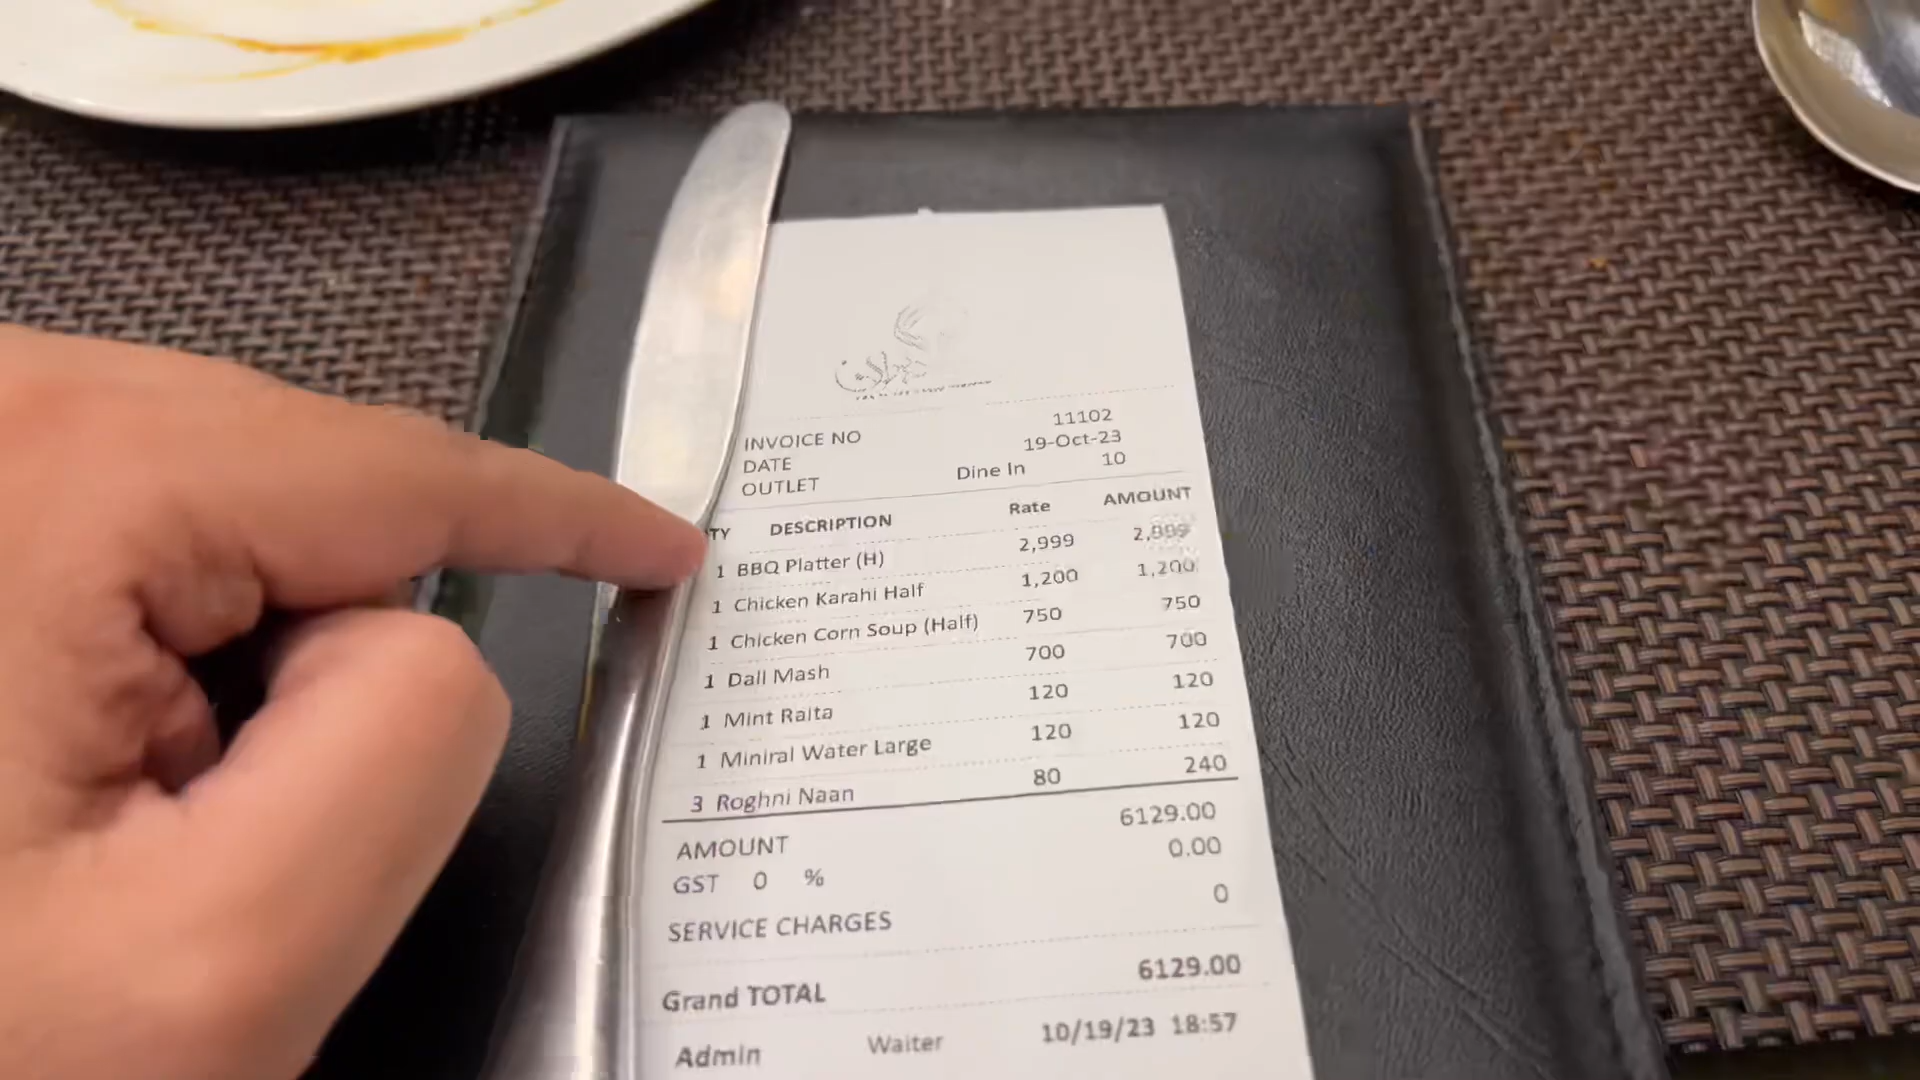 INVOICE NO 11102
DATE 19-Oct-23
OUTLET Dine In 10
TY DESCRIPTION Rate AMOUNT
1 BBQ Platter (H) 2,999 2,999
1 Chicken Karahi Half 1,200 1,200
1 Chicken Corn Soup (Half) 750 750
1 Dall Mash 700 700
1 Mint Raita 120 120
1 Miniral Water Large 120 120
3 Roghni Naan 80 240
AMOUNT 6129.00
GST 0 % 0.00
SERVICE CHARGES 0
Grand TOTAL 6129.00
Admin Waiter 10/19/23 18:57